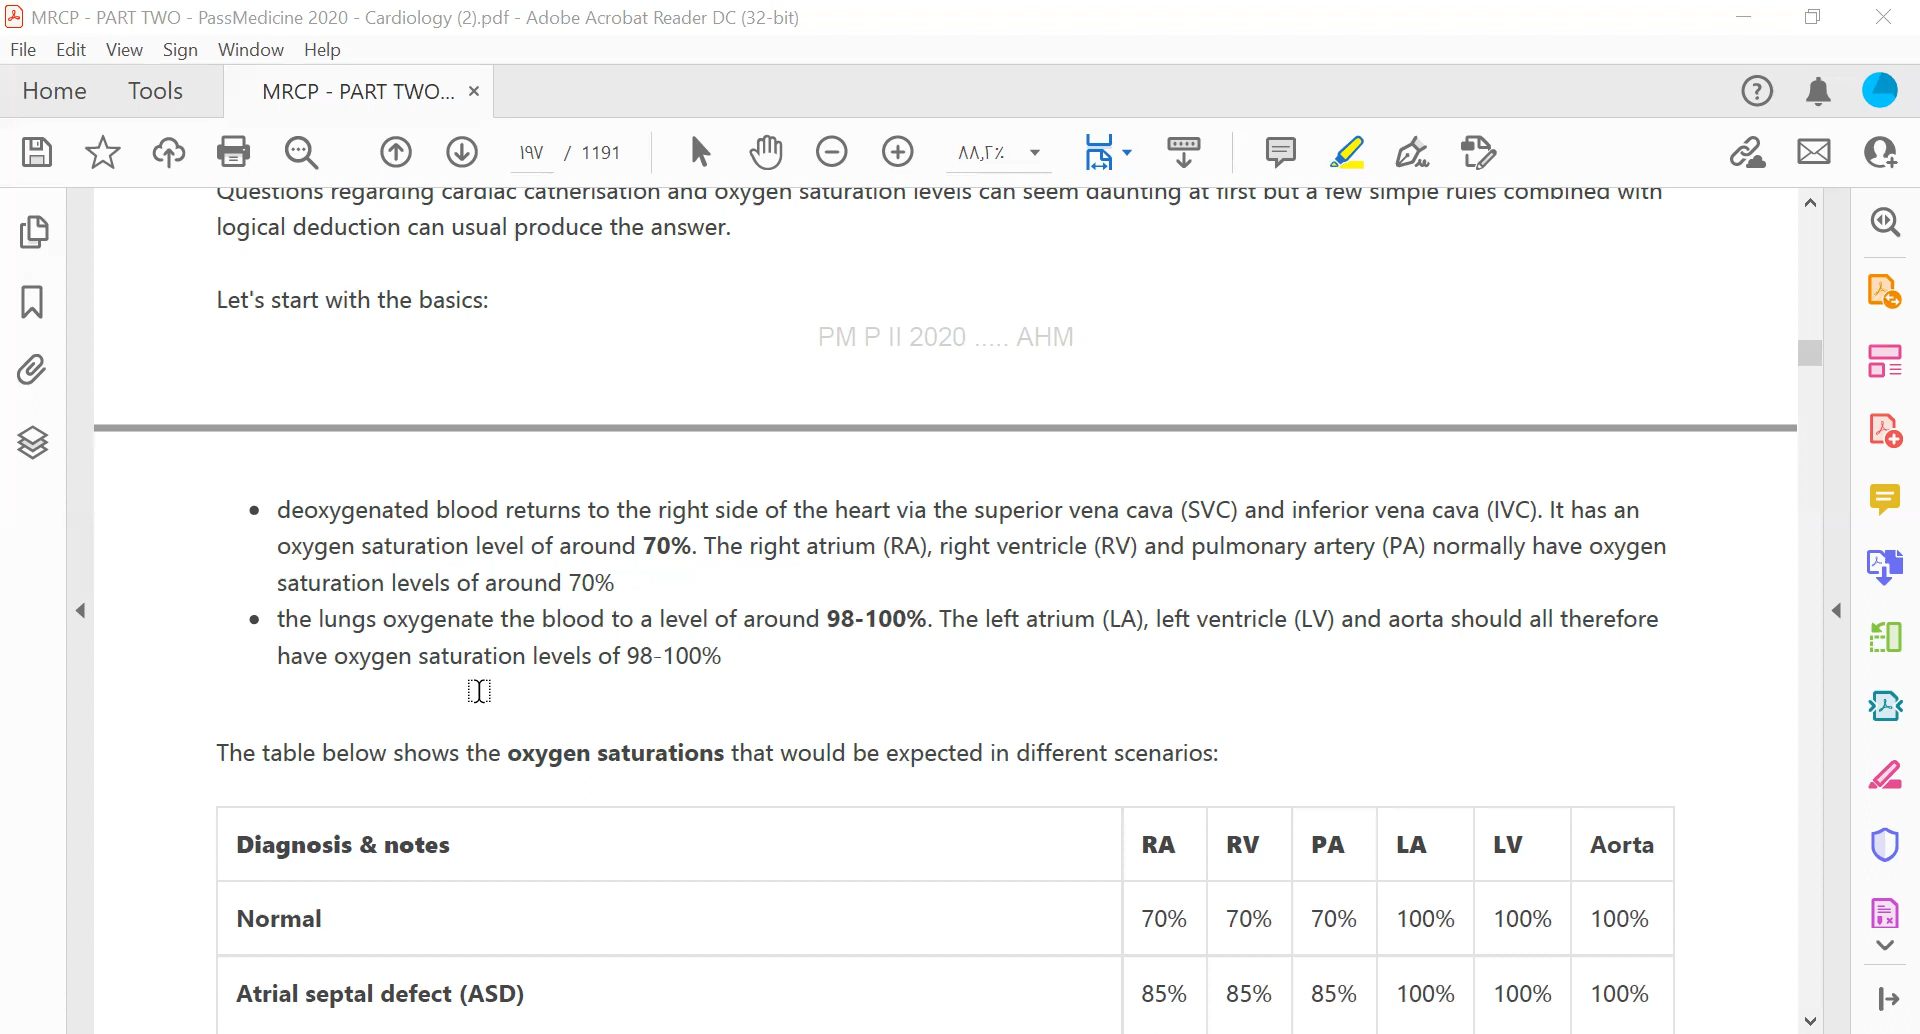 MRCP - PART TWO - PassMedicine 2020 - Cardiology (2).pdf - Adobe Acrobat Reader DC (32-bit)
File Edit View Sign Window Help
Home Tools MRCP - PART TWO... ×
١٩٧ / 1191 ٨٨,٢٪
Questions regarding cardiac catherisation and oxygen saturation levels can seem daunting at first but a few simple rules combined with
logical deduction can usual produce the answer.
Let's start with the basics:
PM P II 2020 ..... AHM
• deoxygenated blood returns to the right side of the heart via the superior vena cava (SVC) and inferior vena cava (IVC). It has an
oxygen saturation level of around 70%. The right atrium (RA), right ventricle (RV) and pulmonary artery (PA) normally have oxygen
saturation levels of around 70%
• the lungs oxygenate the blood to a level of around 98-100%. The left atrium (LA), left ventricle (LV) and aorta should all therefore
have oxygen saturation levels of 98-100%
The table below shows the oxygen saturations that would be expected in different scenarios:
Diagnosis & notes RA RV PA LA LV Aorta
Normal 70% 70% 70% 100% 100% 100%
Atrial septal defect (ASD) 85% 85% 85% 100% 100% 100%